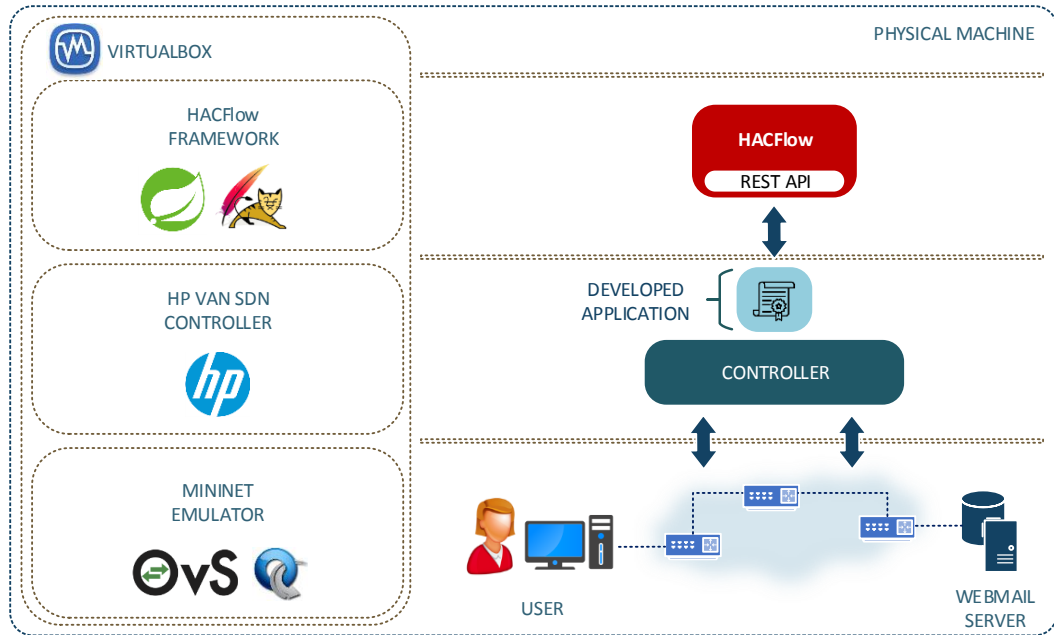 VIRTUALBOX
PHYSICAL MACHINE
HACFlow
FRAMEWORK
HACFlow
REST API
HP VAN SDN
CONTROLLER
hp
DEVELOPED
APPLICATION
CONTROLLER
MININET
EMULATOR
OvS
USER
WEBMAIL
SERVER